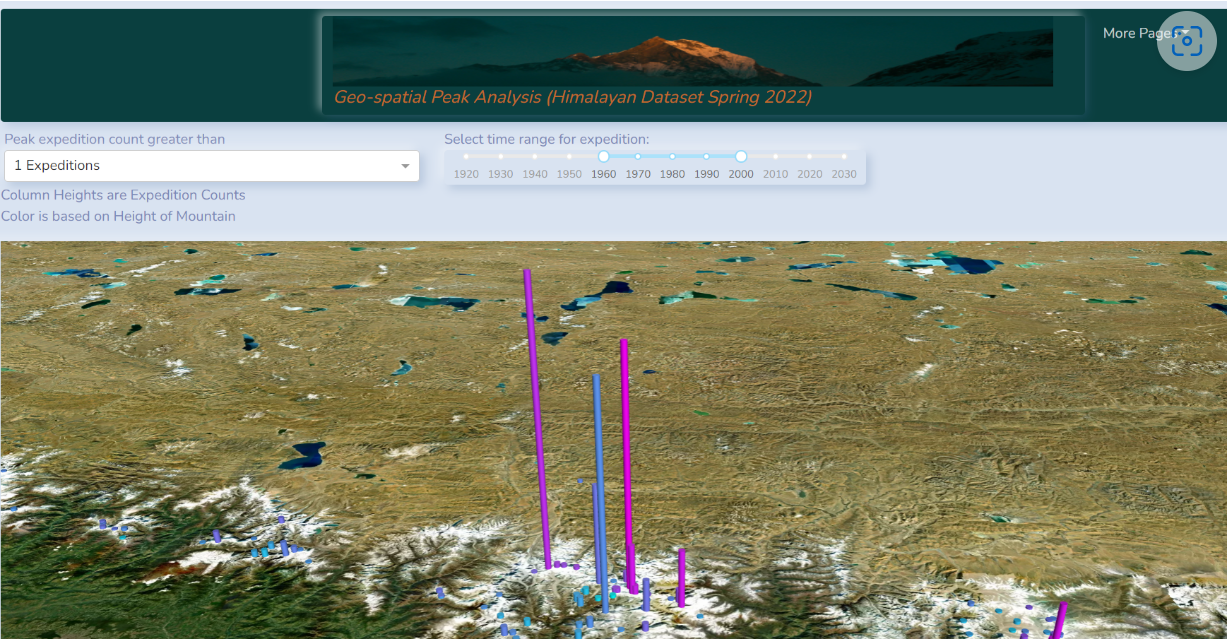 More Pages
Geo-spatial Peak Analysis (Himalayan Dataset Spring 2022)
Peak expedition count greater than
Select time range for expedition:
1 Expeditions
1920 1930 1940 1950 1960 1970 1980 1990 2000 2010 2020 2030
Column Heights are Expedition Counts
Color is based on Height of Mountain